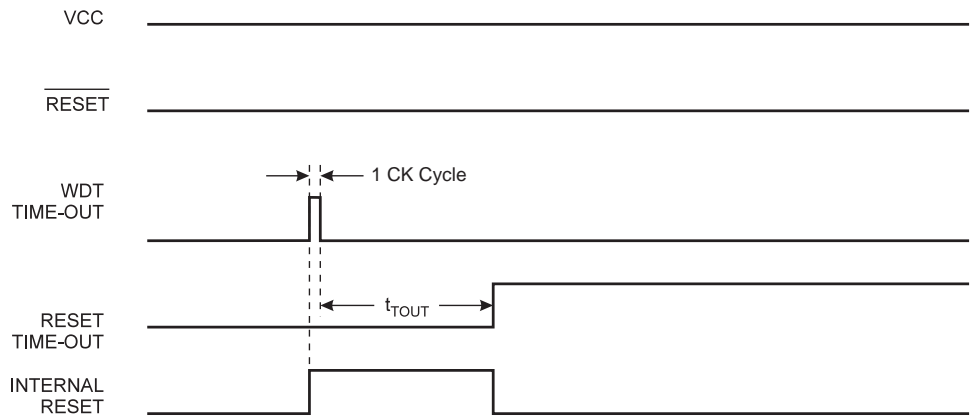 VCC
RESET
1 CK Cycle
WDT
TIME-OUT
tTOUT
RESET
TIME-OUT
INTERNAL
RESET